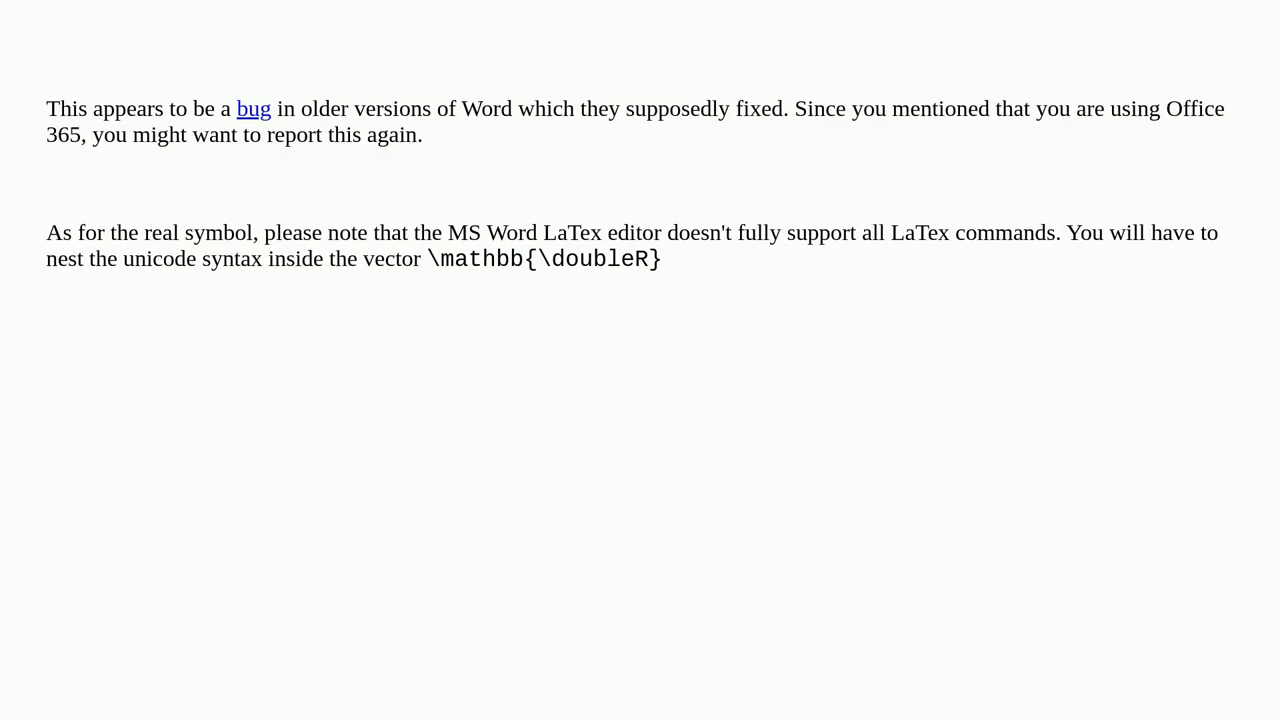 This appears to be a bug in older versions of Word which they supposedly fixed. Since you mentioned that you are using Office
365, you might want to report this again.
As for the real symbol, please note that the MS Word LaTex editor doesn't fully support all LaTex commands. You will have to
nest the unicode syntax inside the vector \mathbb{\doubleR}